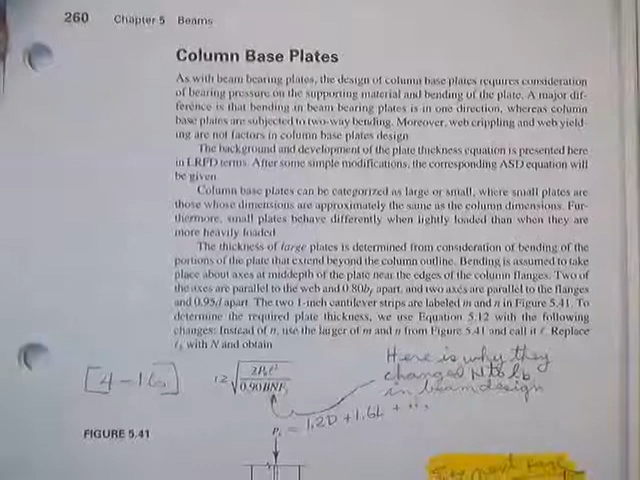 260 Chapter 5 Beams
Column Base Plates
As with beam bearing plates, the design of column base plates requires consideration
of bearing pressure on the supporting material and bending of the plate. A major dif-
ference is that bending in beam bearing plates is in one direction, whereas column
base plates are subjected to two-way bending. Moreover, web crippling and web yield-
ing are not factors in column base plates design
The background and development of the plate thickness equation is presented here
in LRFD terms. After some simple modifications, the corresponding ASD equation will
be given
Column base plates can be categorized as large or small, where small plates are
those whose dimensions are approximately the same as the column dimensions. Fur-
thermore, small plates behave differently when lightly loaded than when they are
more heavily loaded
The thickness of large plates is determined from consideration of bending of the
portions of the plate that extend beyond the column outline. Bending is assumed to take
place about axes at middepth of the plate near the edges of the column flanges. Two of
the axes are parallel to the web and 0.80b_f apart, and two axes are parallel to the flanges
and 0.95d apart. The two 1-inch cantilever strips are labeled m and n in Figure 5.41. To
determine the required plate thickness, we use Equation 5.12 with the following
changes: Instead of n, use the larger of m and n from Figure 5.41 and call it ℓ. Replace
with N and obtain
Here is why they
changed N to ℓb
in beam design
[4-16]
FIGURE 5.41
= 1.2D + 1.6L + ...